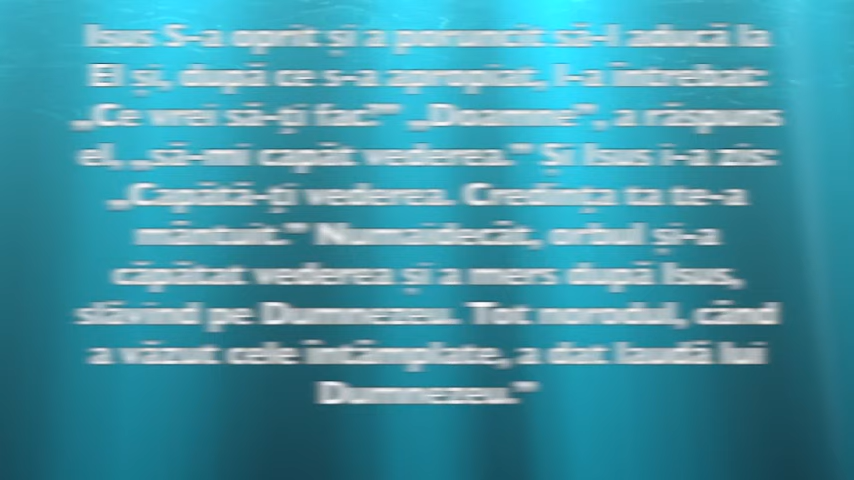 Isus S-a oprit și a poruncit să-l aducă la
El și, după ce s-a apropiat, l-a întrebat:
„Ce vrei să-ți fac?” „Doamne”, a răspuns
el, „să-mi capăt vederea.” Și Isus i-a zis:
„Capătă-ți vederea. Credința ta te-a
mântuit.” Numaidecât, orbul și-a
căpătat vederea și a mers după Isus,
slăvind pe Dumnezeu. Tot norodul, când
a văzut cele întâmplate, a dat laudă lui
Dumnezeu.”